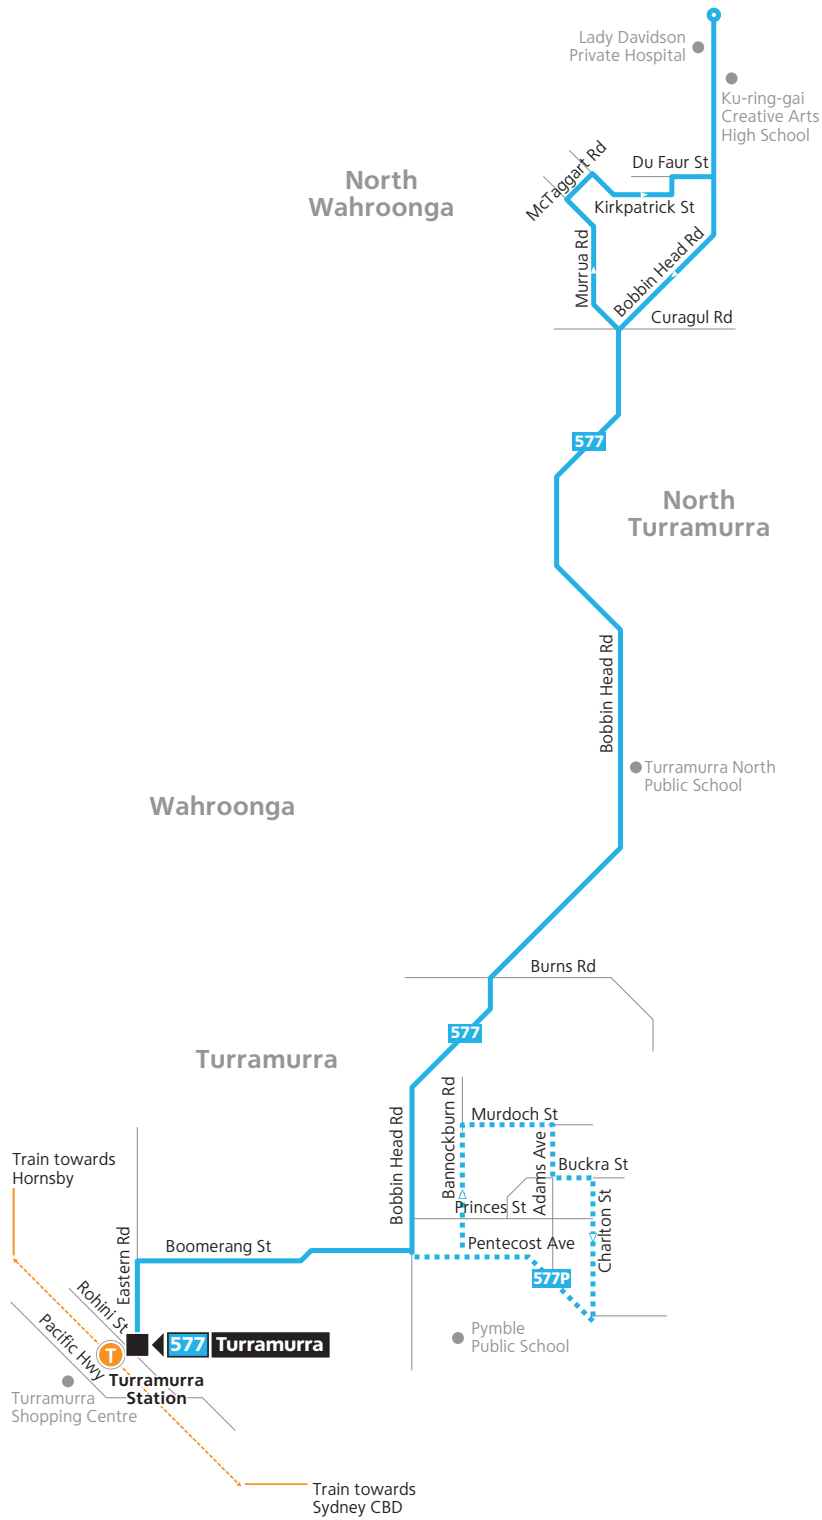 Lady Davidson
Private Hospital
Ku-ring-gai
Creative Arts
High School
McTaggart Rd
Du Faur St
North
Wahroonga
Kirkpatrick St
Murrua Rd
Bobbin Head Rd
Curagul Rd
577
North
Turramurra
Bobbin Head Rd
Turramurra North
Public School
Wahroonga
Burns Rd
577
Turramurra
Bannockburn Rd
Murdoch St
Bobbin Head Rd
Adams Ave
Train towards
Hornsby
Buckra St
Princes St
Charlton St
Eastern Rd
Boomerang St
Pentecost Ave
577P
Rohini St
Pacific Hwy
577 Turramurra
Pymble
Public School
T
Turramurra
Station
Turramurra
Shopping Centre
Train towards
Sydney CBD